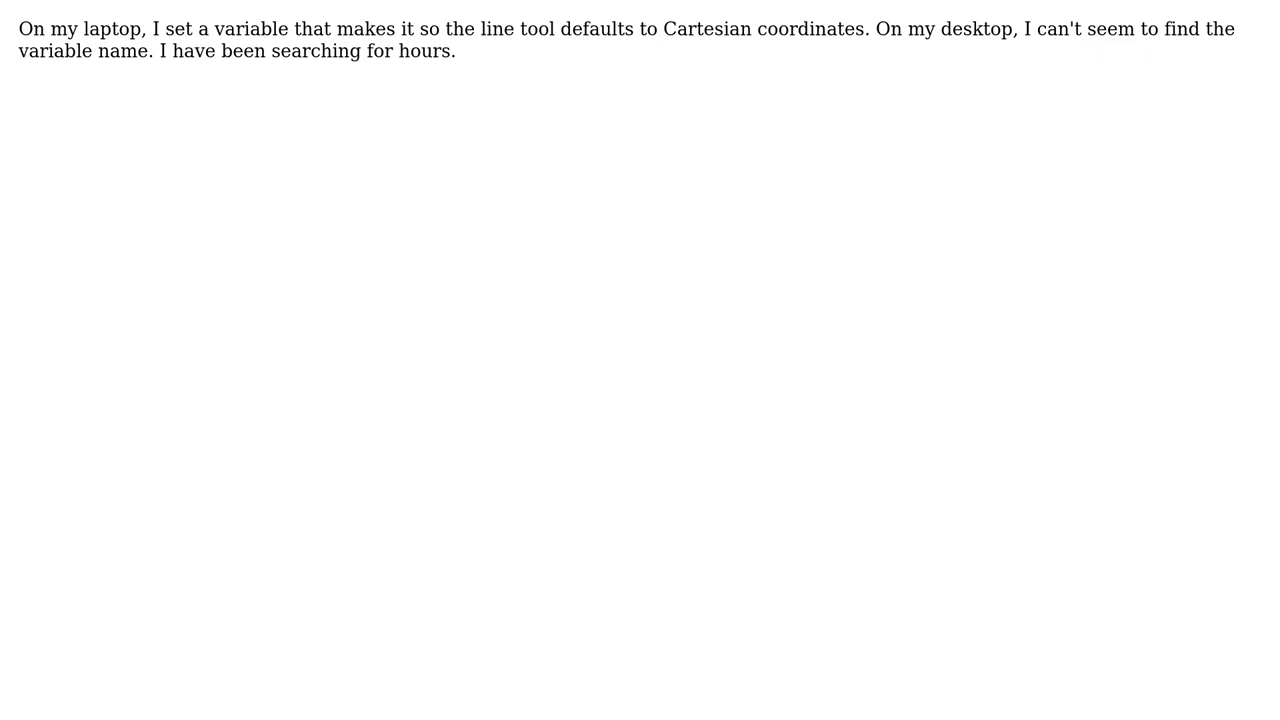 On my laptop, I set a variable that makes it so the line tool defaults to Cartesian coordinates. On my desktop, I can't seem to find the
variable name. I have been searching for hours.